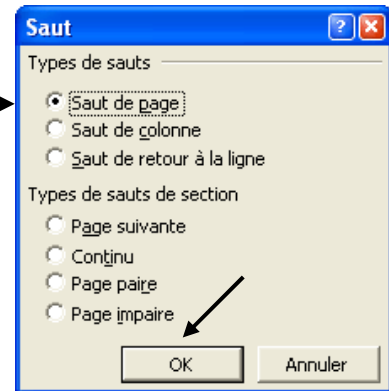 Saut
Types de sauts
Saut de page
Saut de colonne
Saut de retour à la ligne
Types de sauts de section
Page suivante
Continu
Page paire
Page impaire
OK Annuler